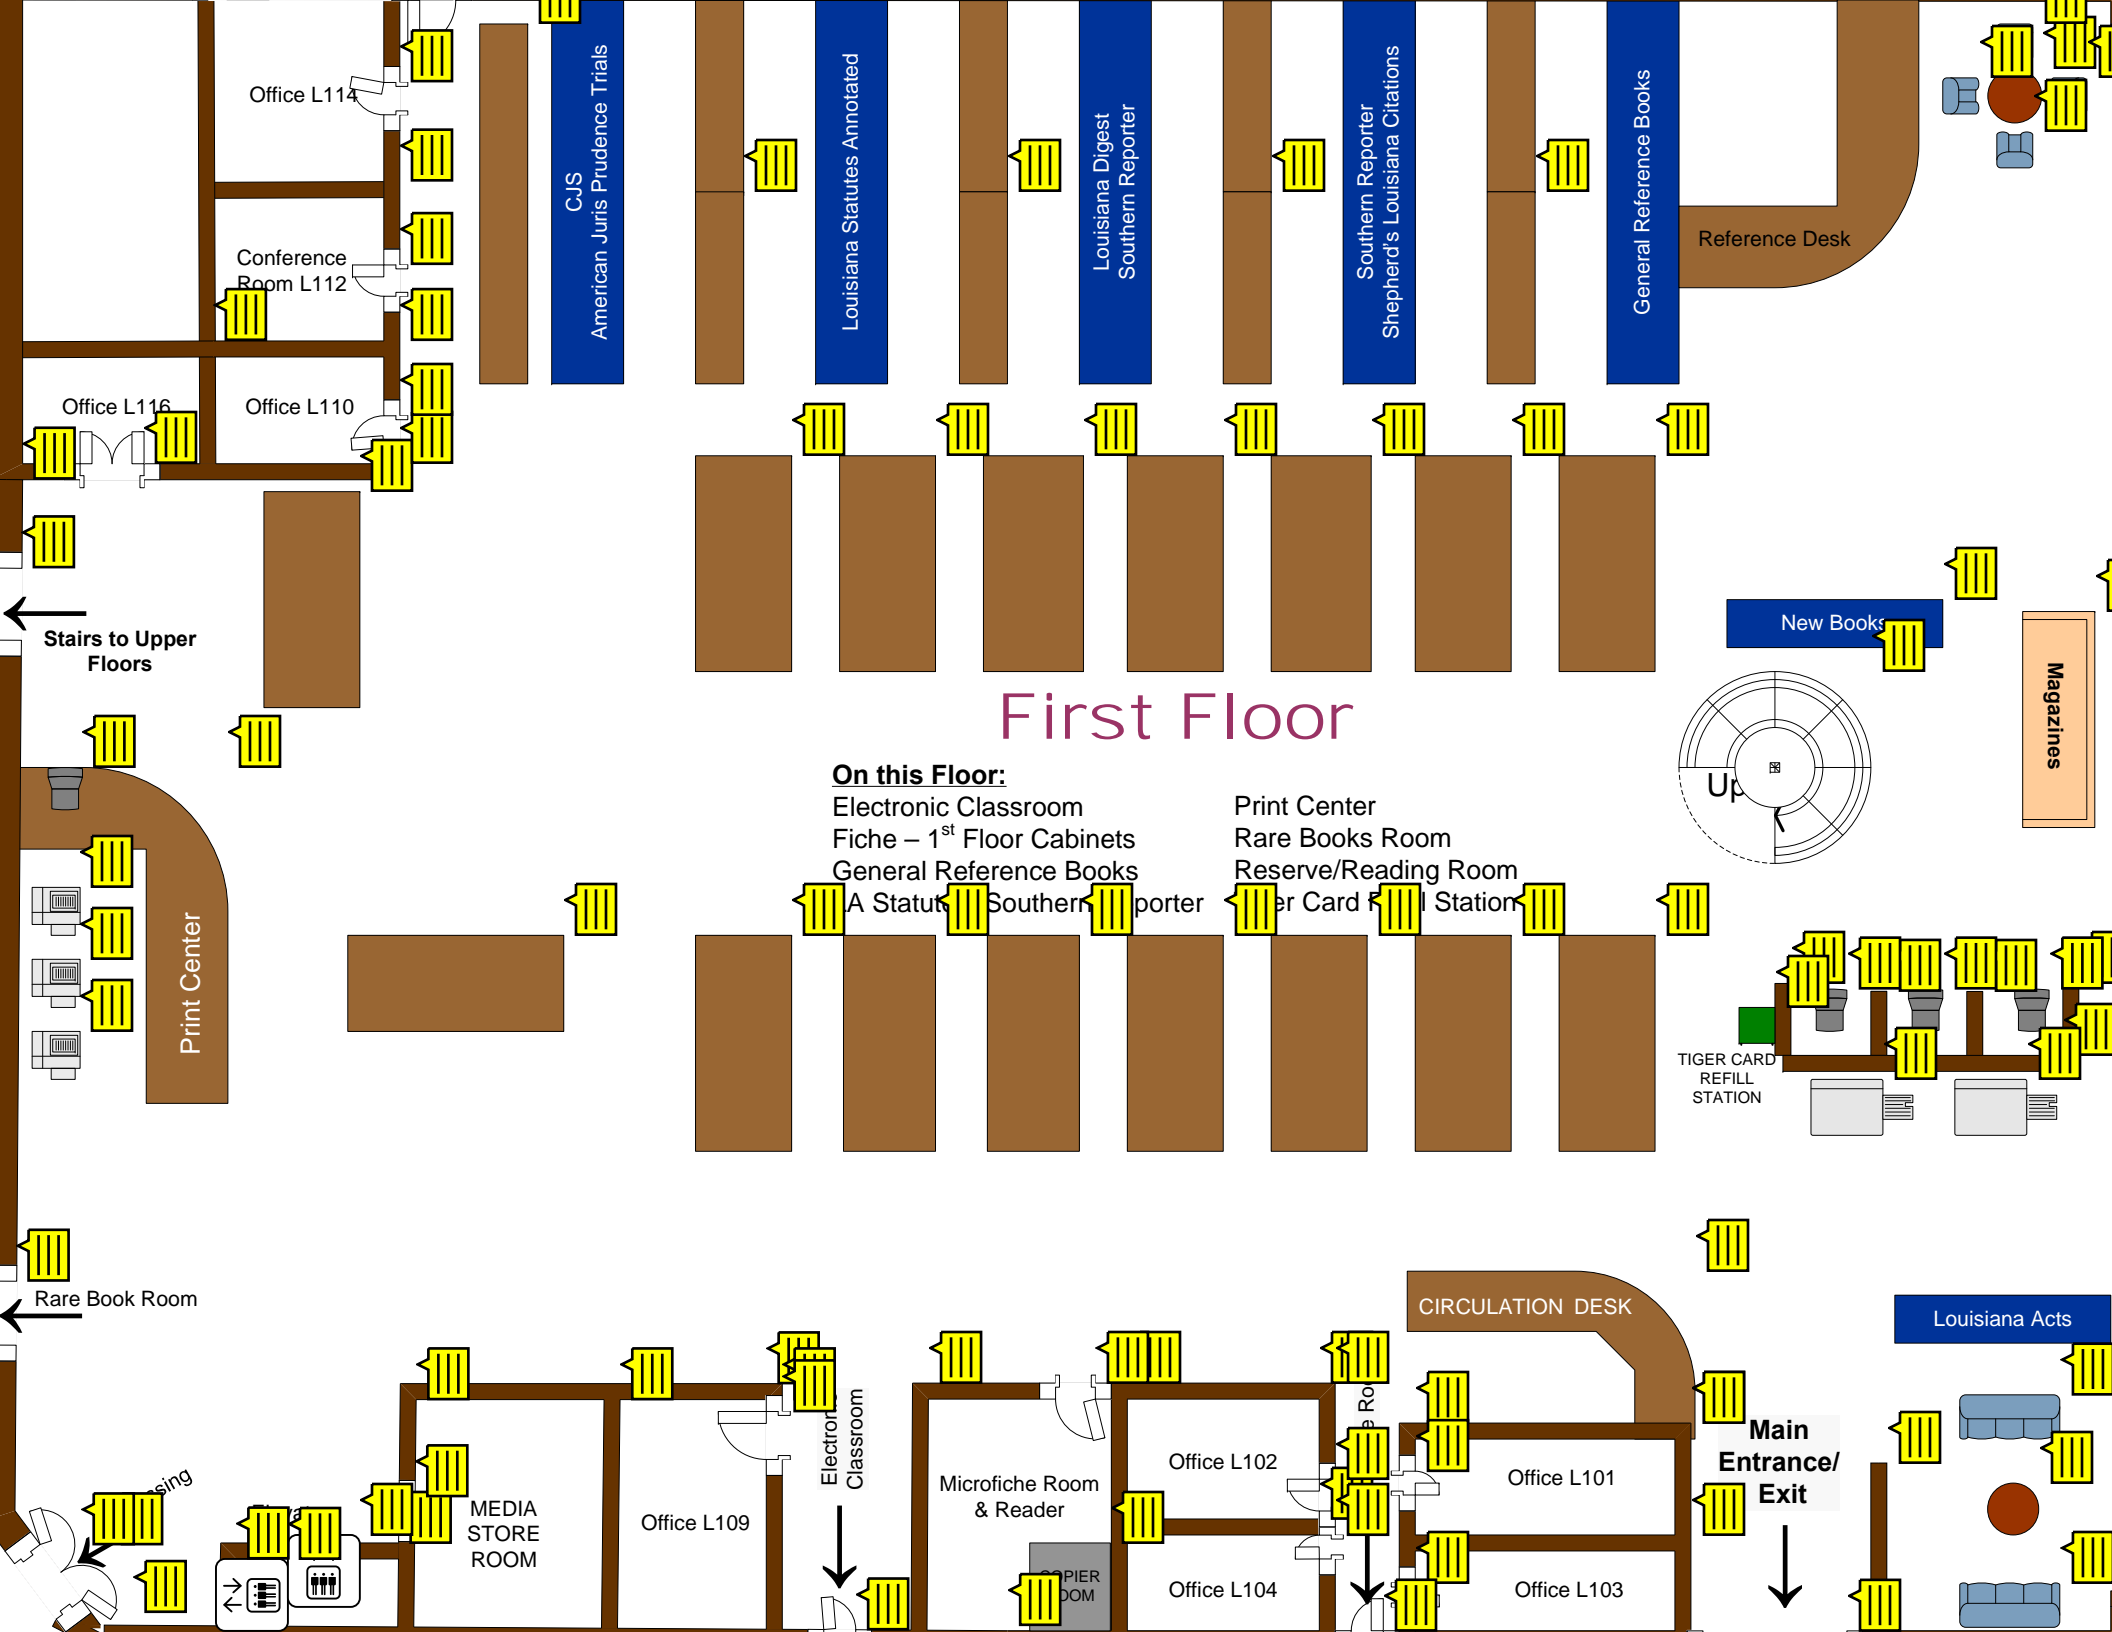 Office L114
CJS
American Juris Prudence Trials
Louisiana Statutes Annotated
Louisiana Digest
Southern Reporter
Southern Reporter
Shepherd's Louisiana Citations
General Reference Books
Reference Desk
Conference
Room L112
Office L116
Office L110
Stairs to Upper
Floors
New Books
Magazines
First Floor
Up
On this Floor:
Electronic Classroom
Fiche – 1st Floor Cabinets
General Reference Books
Southern
Print Center
Rare Books Room
Reserve/Reading Room
Card
Station
Print Center
TIGER CARD
REFILL
STATION
Rare Book Room
CIRCULATION DESK
Louisiana Acts
Main
Entrance/
Exit
Classroom
Microfiche Room
& Reader
Office L102
Office L101
MEDIA
STORE
ROOM
Office L109
Office L104
Office L103